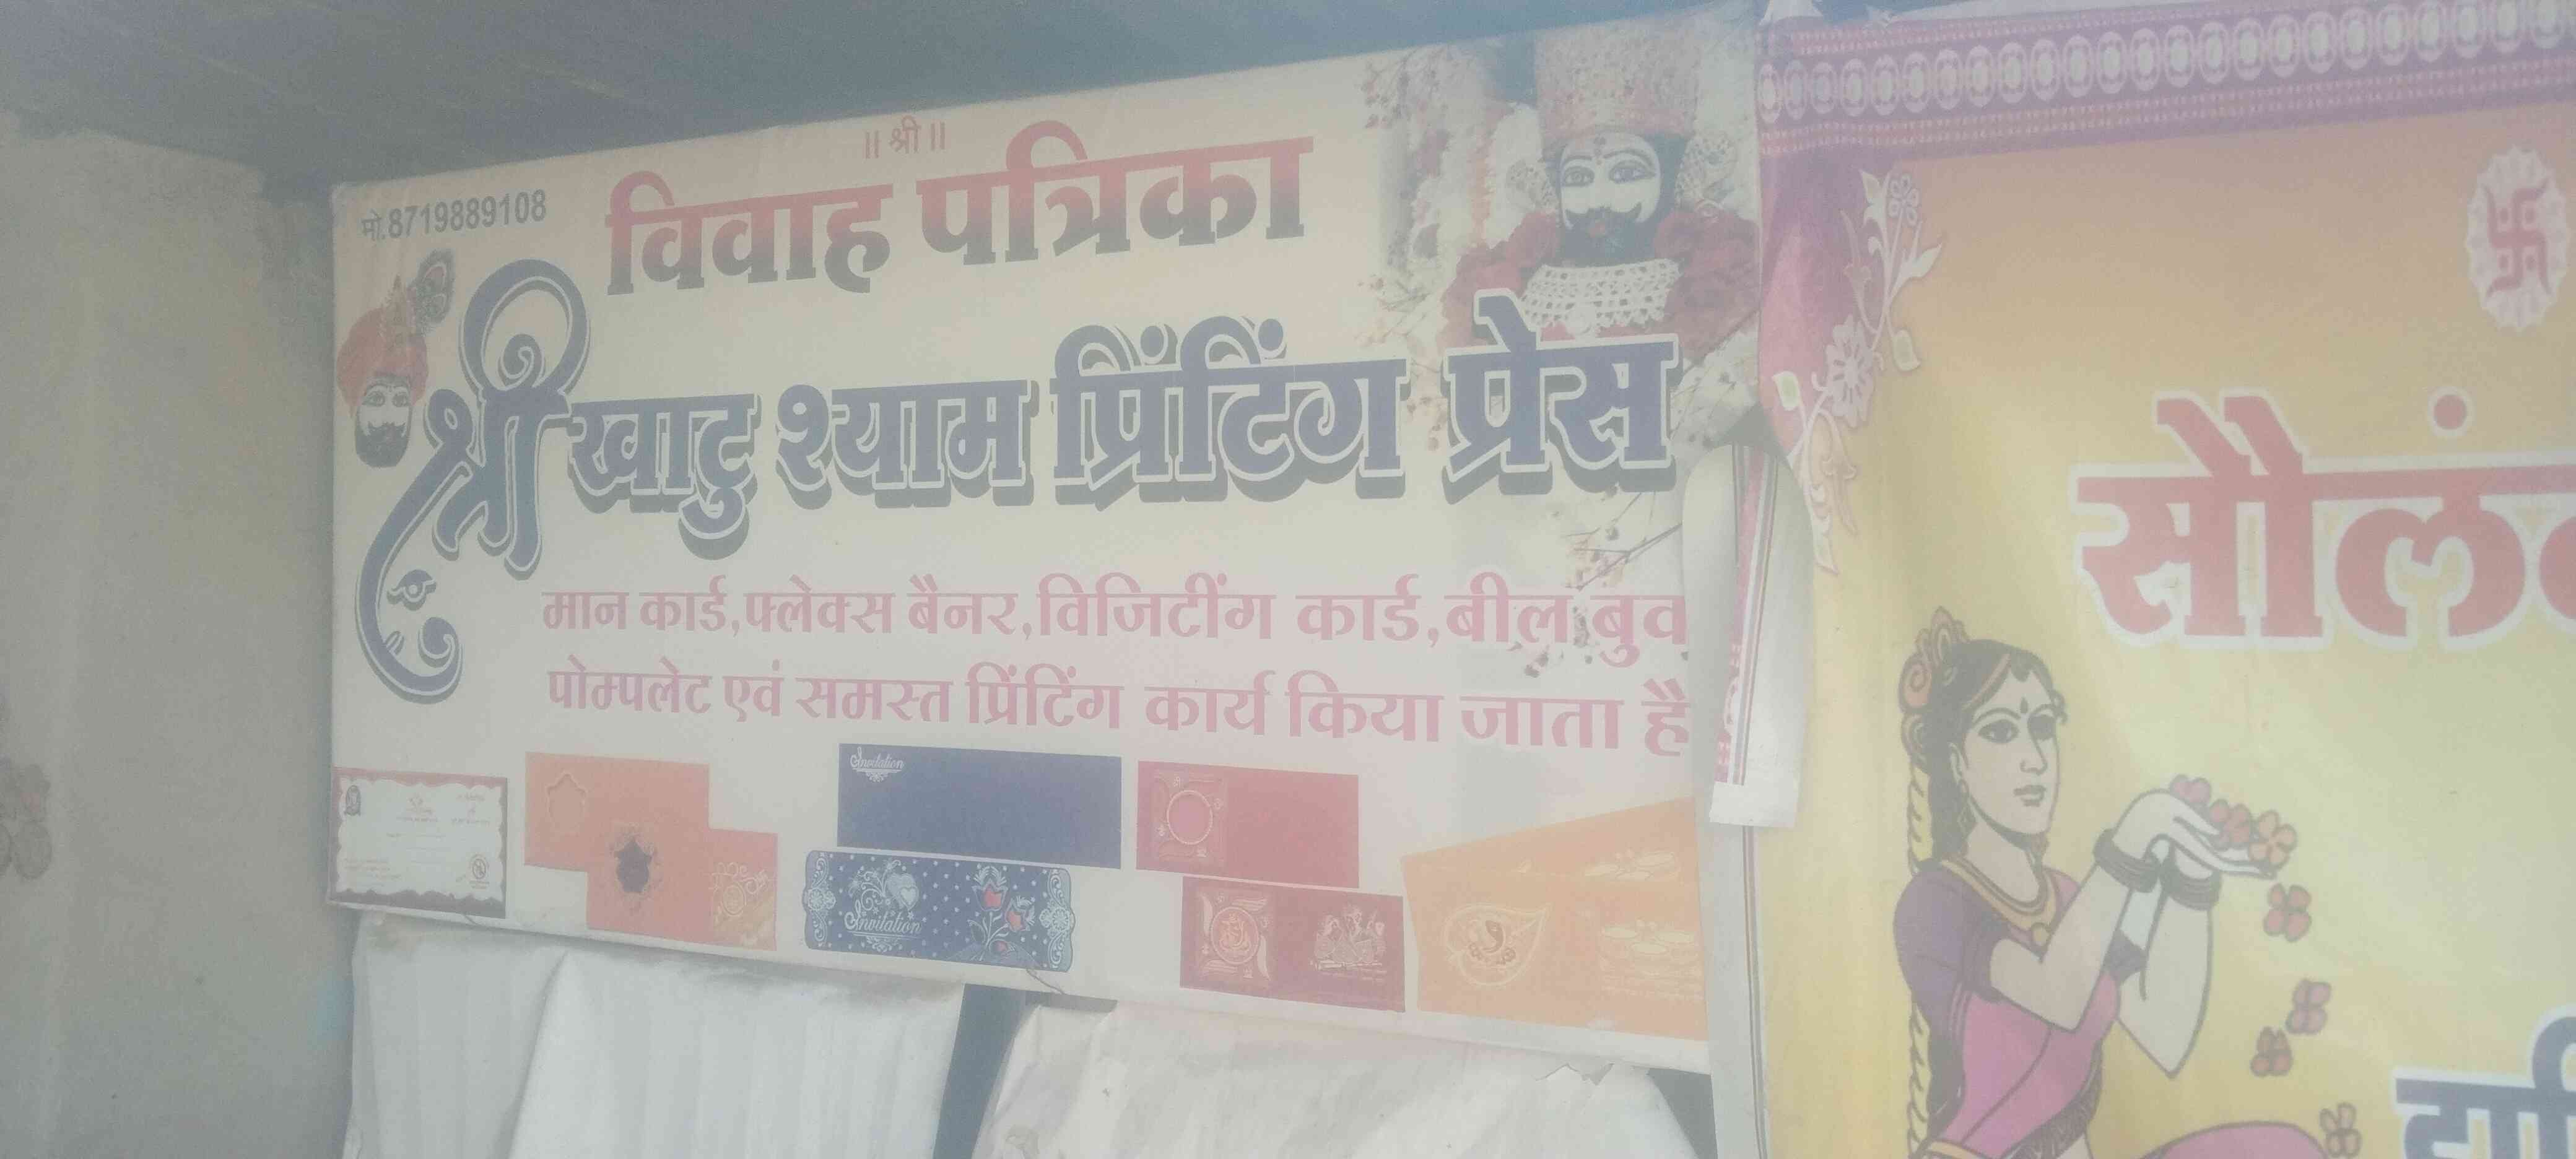 ॥ श्री ॥
मो.8719889108
विवाह पत्रिका
श्री खाटु श्याम प्रिंटिंग प्रेस
मान कार्ड,फ्लेक्स बैनर,विजिटींग कार्ड,बील बुव
पोम्पलेट एवं समस्त प्रिंटिंग कार्य किया जाता है
Invitation
Invitation
सौलं